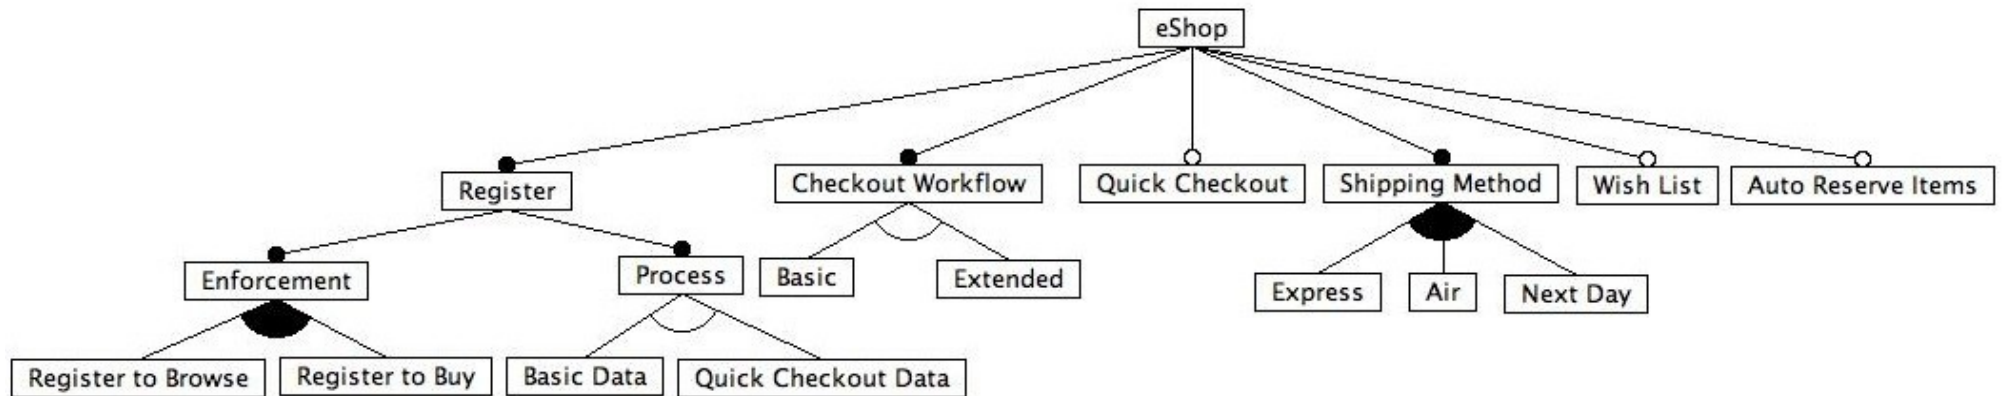 eShop
Register
Checkout Workflow
Quick Checkout
Shipping Method
Wish List
Auto Reserve Items
Enforcement
Process
Basic
Extended
Express
Air
Next Day
Register to Browse
Register to Buy
Basic Data
Quick Checkout Data